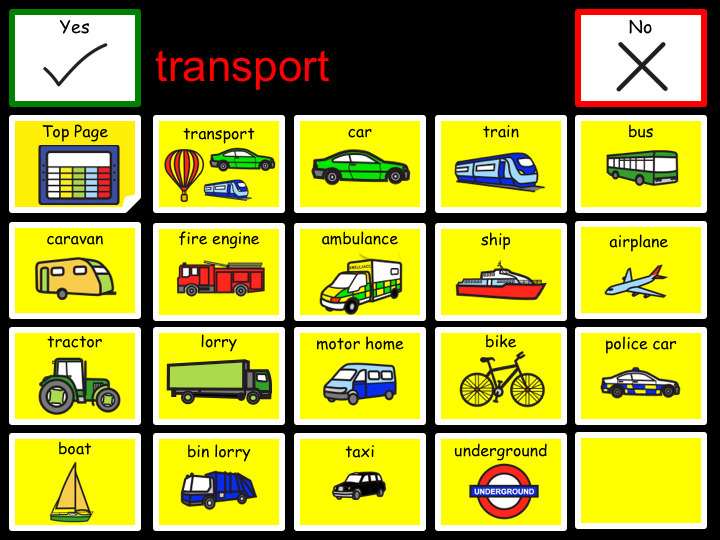 Yes
transport
No
Top Page
transport
car
train
bus
caravan
fire engine
ambulance
AMBULANCE
ship
airplane
tractor
lorry
motor home
bike
police car
boat
bin lorry
taxi
underground
UNDERGROUND